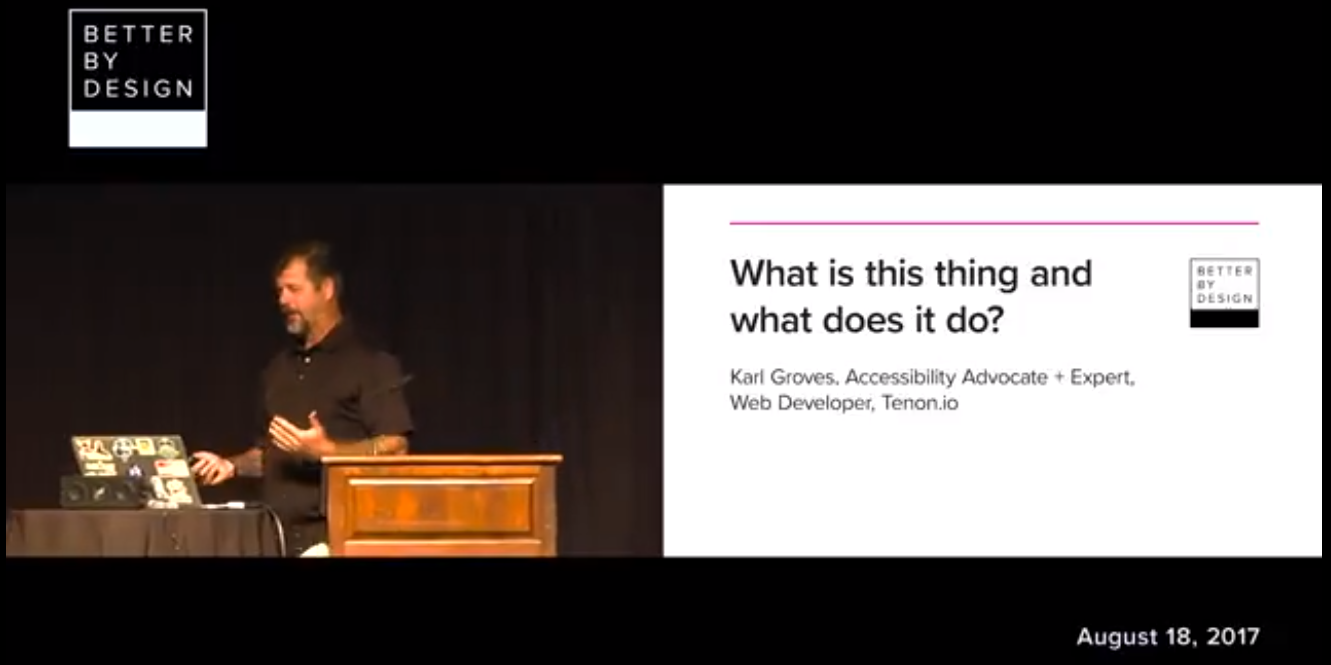 BETTER
BY
DESIGN
What is this thing and
what does it do?
BETTER
BY
DESIGN
Karl Groves, Accessibility Advocate + Expert,
Web Developer, Tenon.io
August 18, 2017